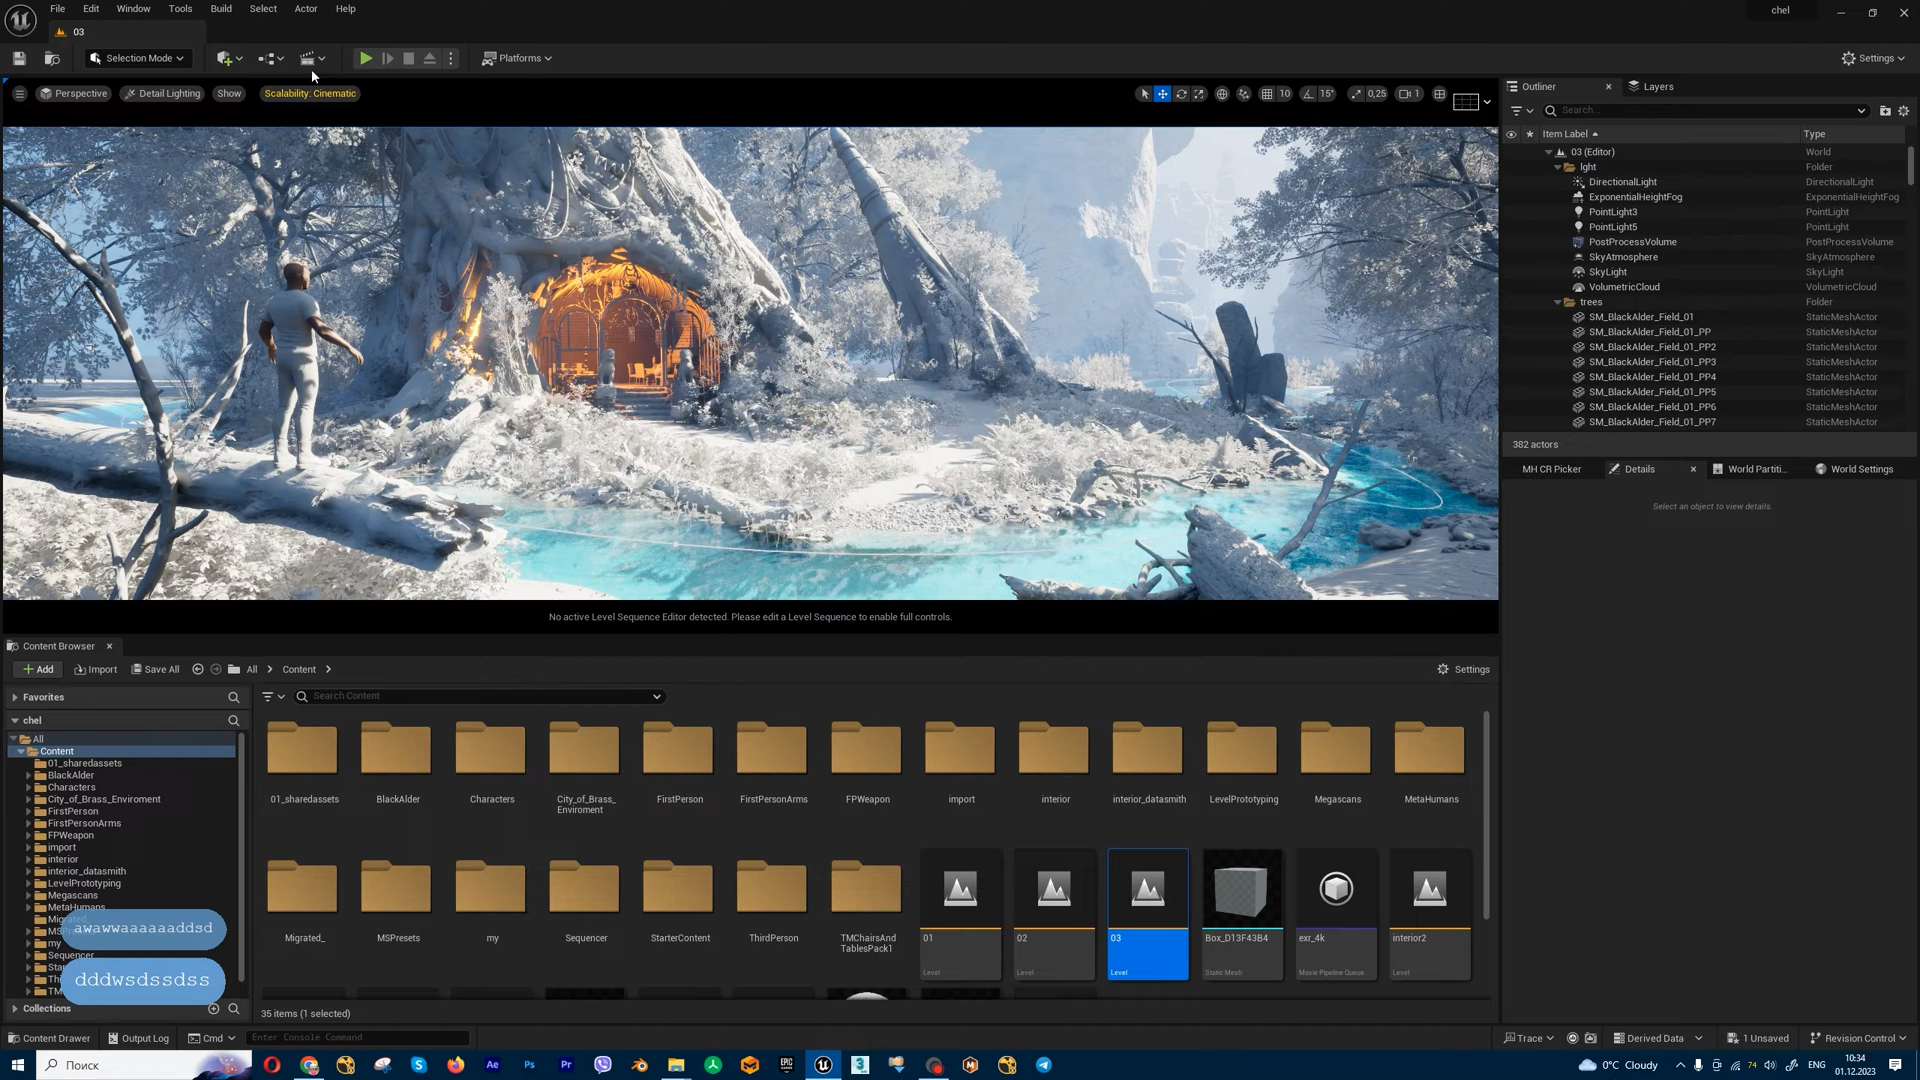 File Edit Window Tools Build Select Actor Help
chel
03
Selection Mode
Platforms
Settings
Perspective
Detail Lighting
Show
Scalability: Cinematic
10
15°
0,25
1
Outliner
Layers
Search...
Item Label
Type
03 (Editor) World
lght Folder
DirectionalLight DirectionalLight
ExponentialHeightFog ExponentialHeightFog
PointLight3 PointLight
PointLight5 PointLight
PostProcessVolume PostProcessVolume
SkyAtmosphere SkyAtmosphere
SkyLight SkyLight
VolumetricCloud VolumetricCloud
trees Folder
SM_BlackAlder_Field_01 StaticMeshActor
SM_BlackAlder_Field_01_PP StaticMeshActor
SM_BlackAlder_Field_01_PP2 StaticMeshActor
SM_BlackAlder_Field_01_PP3 StaticMeshActor
SM_BlackAlder_Field_01_PP4 StaticMeshActor
SM_BlackAlder_Field_01_PP5 StaticMeshActor
SM_BlackAlder_Field_01_PP6 StaticMeshActor
SM_BlackAlder_Field_01_PP7 StaticMeshActor
382 actors
MH CR Picker
Details
World Partiti...
World Settings
Select an object to view details.
No active Level Sequence Editor detected. Please edit a Level Sequence to enable full controls.
Content Browser
Add
Import
Save All
All
Content
Settings
Favorites
chel
All
Content
01_sharedassets
BlackAlder
Characters
City_of_Brass_Enviroment
FirstPerson
FirstPersonArms
FPWeapon
import
interior
interior_datasmith
LevelPrototyping
Megascans
MetaHumans
my
Sequencer
awawwaaaaaaddsd
dddwsdssdss
Collections
Search Content
01_sharedassets
BlackAlder
Characters
City_of_Brass_
Enviroment
FirstPerson
FirstPersonArms
FPWeapon
import
interior
interior_datasmith
LevelPrototyping
Megascans
MetaHumans
Migrated_
MSPresets
my
Sequencer
StarterContent
ThirdPerson
TMChairsAnd
TablesPack1
01
Level
02
Level
03
Level
Box_D13F43B4
Static Mesh
exr_4k
Movie Pipeline Queue
interior2
Level
35 items (1 selected)
Content Drawer
Output Log
Cmd
Enter Console Command
Trace
Derived Data
1 Unsaved
Revision Control
Поиск
Ae
Ps
Pr
EPIC
3
0°C Cloudy
74
ENG
10:34
01.12.2023